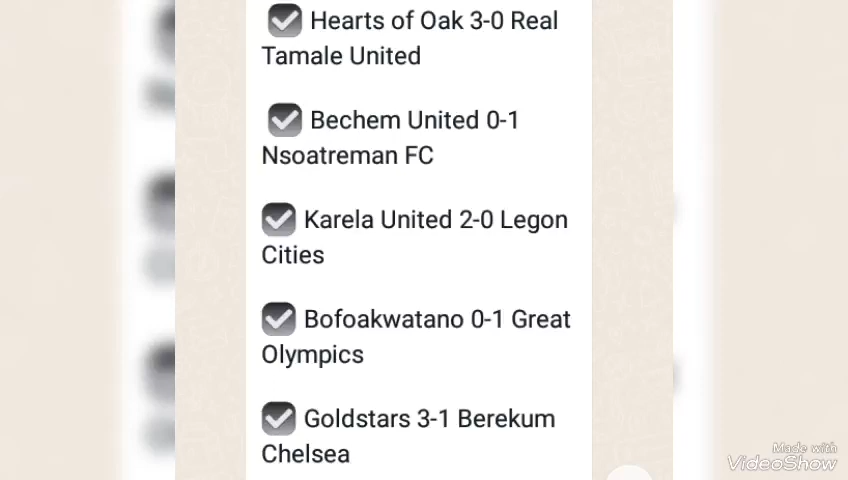 Hearts of Oak 3-0 Real
Tamale United
Bechem United 0-1
Nsoatreman FC
Karela United 2-0 Legon
Cities
Bofoakwatano 0-1 Great
Olympics
Goldstars 3-1 Berekum
Chelsea
Made with
VideoShow